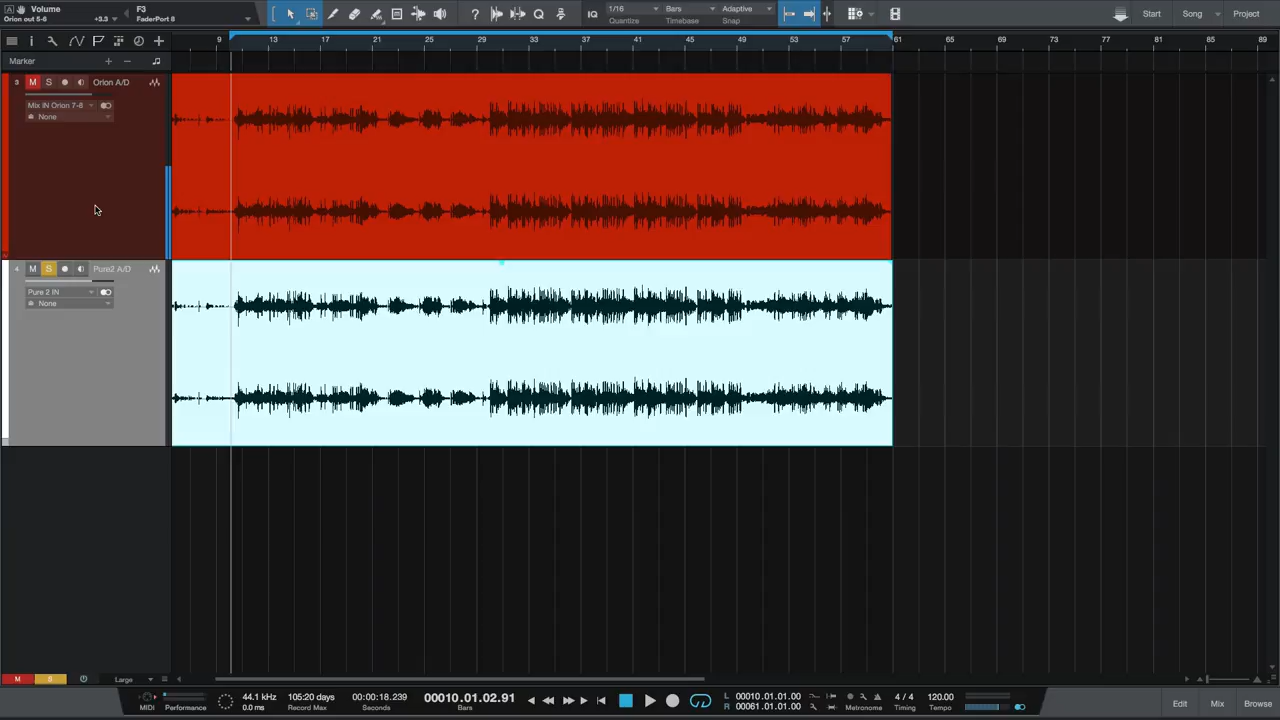 Volume
Orion out 5-6
+3.3
F3
FaderPort 8
?
Q
IQ
1/16
Quantize
Bars
Timebase
Adaptive
Snap
Start
Song
Project
9 13 17 21 25 29 33 37 41 45 49 53 57 61 65 69 73 77 81 85 89
Marker
3 M S Orion A/D
Mix IN Orion 7-8
None
4 M S Pure2 A/D
Pure 2 IN
None
M S Large
MIDI
Performance
44.1 kHz
0.0 ms
105:20 days
Record Max
00:00:18.239
Seconds
00010.01.02.91
Bars
L 00010.01.01.00
R 00061.01.01.00
Metronome
4 / 4
Timing
120.00
Tempo
Edit
Mix
Browse